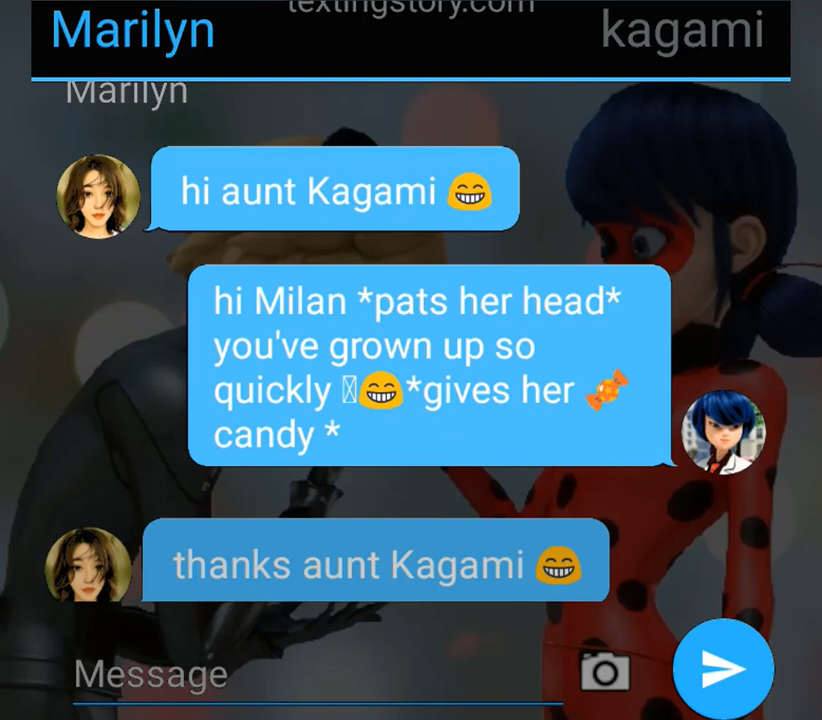 textingstory.com
Marilyn kagami
Marilyn
hi aunt Kagami 😁
hi Milan *pats her head*
you've grown up so
quickly 😁*gives her 🍬
candy *
thanks aunt Kagami 😁
Message